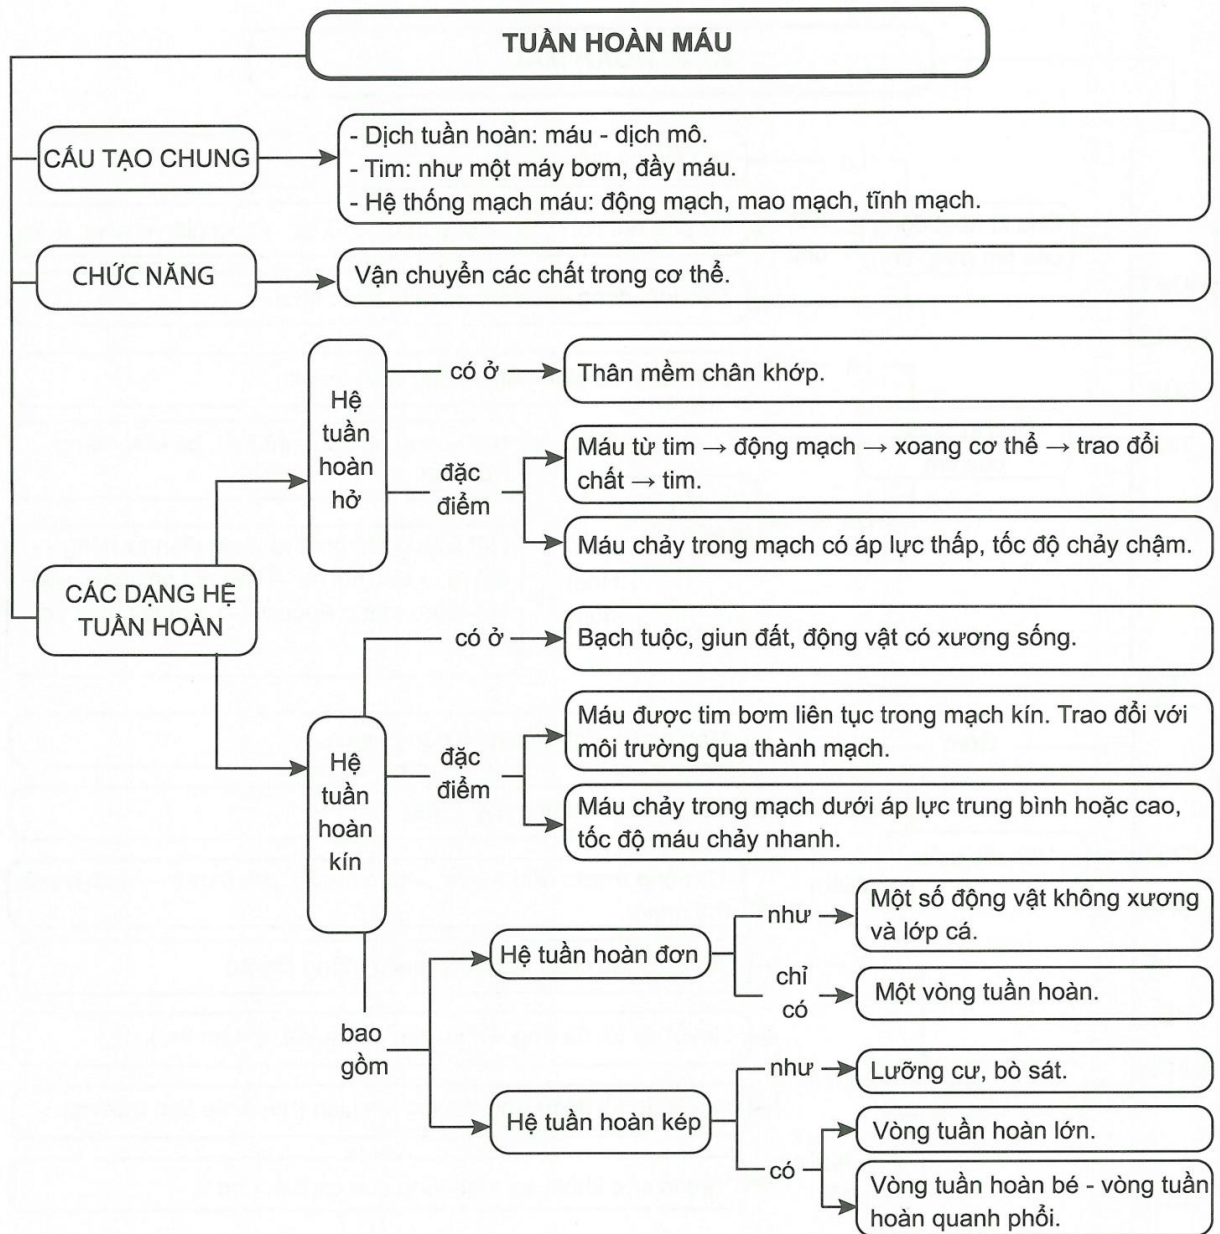 TUẦN HOÀN MÁU
CẤU TẠO CHUNG
- Dịch tuần hoàn: máu - dịch mô.
- Tim: như một máy bơm, đầy máu.
- Hệ thống mạch máu: động mạch, mao mạch, tĩnh mạch.
CHỨC NĂNG
Vận chuyển các chất trong cơ thể.
CÁC DẠNG HỆ
TUẦN HOÀN
Hệ
tuần
hoàn
hở
có ở
Thân mềm chân khớp.
đặc
điểm
Máu từ tim → động mạch → xoang cơ thể → trao đổi
chất → tim.
Máu chảy trong mạch có áp lực thấp, tốc độ chảy chậm.
Hệ
tuần
hoàn
kín
có ở
Bạch tuộc, giun đất, động vật có xương sống.
đặc
điểm
Máu được tim bơm liên tục trong mạch kín. Trao đổi với
môi trường qua thành mạch.
Máu chảy trong mạch dưới áp lực trung bình hoặc cao,
tốc độ máu chảy nhanh.
bao
gồm
Hệ tuần hoàn đơn
như
Một số động vật không xương
và lớp cá.
chỉ
có
Một vòng tuần hoàn.
Hệ tuần hoàn kép
như
Lưỡng cư, bò sát.
có
Vòng tuần hoàn lớn.
Vòng tuần hoàn bé - vòng tuần
hoàn quanh phổi.